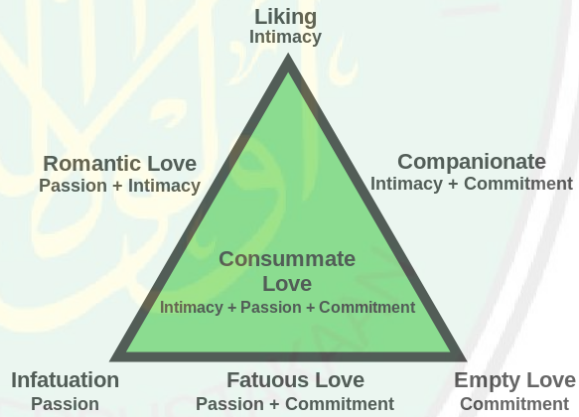 Liking
Intimacy
Romantic Love
Passion + Intimacy
Companionate
Intimacy + Commitment
Consummate
Love
Intimacy + Passion + Commitment
Infatuation
Passion
Fatuous Love
Passion + Commitment
Empty Love
Commitment